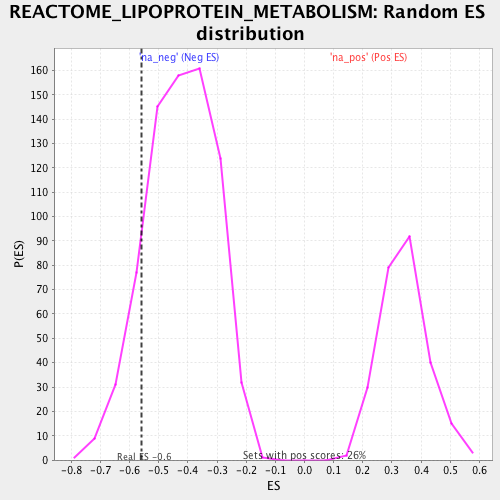 REACTOME_LIPOPROTEIN_METABOLISM: Random ES
distribution
'na_neg' (Neg ES)
'na_pos' (Pos ES)
160
150
140
130
120
110
100
90
80
70
60
50
40
30
20
10
0
P(ES)
Real ES -0.6
Sets with pos scores: 26%
-0.8 -0.7 -0.6 -0.5 -0.4 -0.3 -0.2 -0.1 0.0 0.1 0.2 0.3 0.4 0.5 0.6
ES